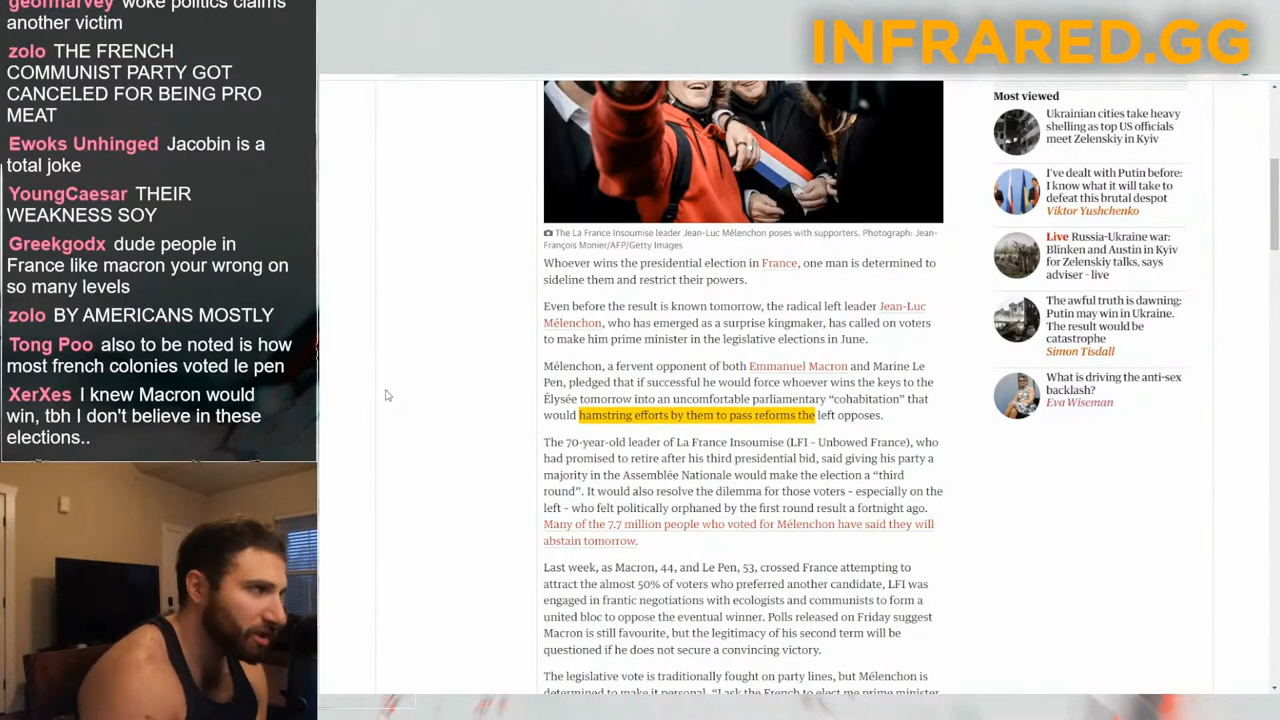 geofharvey woke politics claims
another victim
zolo THE FRENCH
COMMUNIST PARTY GOT
CANCELED FOR BEING PRO
MEAT
Ewoks Unhinged Jacobin is a
total joke
YoungCaesar THEIR
WEAKNESS SOY
Greekgodx dude people in
France like macron your wrong on
so many levels
zolo BY AMERICANS MOSTLY
Tong Poo also to be noted is how
most french colonies voted le pen
XerXes I knew Macron would
win, tbh I don't believe in these
elections..
INFRARED.GG
The La France Insoumise leader Jean-Luc Mélenchon poses with supporters. Photograph: Jean-
François Monier/AFP/Getty Images
Whoever wins the presidential election in France, one man is determined to
sideline them and restrict their powers.
Even before the result is known tomorrow, the radical left leader Jean-Luc
Mélenchon, who has emerged as a surprise kingmaker, has called on voters
to make him prime minister in the legislative elections in June.
Mélenchon, a fervent opponent of both Emmanuel Macron and Marine Le
Pen, pledged that if successful he would force whoever wins the keys to the
Élysée tomorrow into an uncomfortable parliamentary “cohabitation” that
would hamstring efforts by them to pass reforms the left opposes.
The 70-year-old leader of La France Insoumise (LFI – Unbowed France), who
had promised to retire after his third presidential bid, said giving his party a
majority in the Assemblée Nationale would make the election a “third
round”. It would also resolve the dilemma for those voters – especially on the
left – who felt politically orphaned by the first round result a fortnight ago.
Many of the 7.7 million people who voted for Mélenchon have said they will
abstain tomorrow.
Last week, as Macron, 44, and Le Pen, 53, crossed France attempting to
attract the almost 50% of voters who preferred another candidate, LFI was
engaged in frantic negotiations with ecologists and communists to form a
united bloc to oppose the eventual winner. Polls released on Friday suggest
Macron is still favourite, but the legitimacy of his second term will be
questioned if he does not secure a convincing victory.
The legislative vote is traditionally fought on party lines, but Mélenchon is
determined to make it personal. “I ask the French to elect me prime minister
Most viewed
Ukrainian cities take heavy
shelling as top US officials
meet Zelenskiy in Kyiv
I've dealt with Putin before:
I know what it will take to
defeat this brutal despot
Viktor Yushchenko
Live Russia-Ukraine war:
Blinken and Austin in Kyiv
for Zelenskiy talks, says
adviser – live
The awful truth is dawning:
Putin may win in Ukraine.
The result would be
catastrophe
Simon Tisdall
What is driving the anti-sex
backlash?
Eva Wiseman